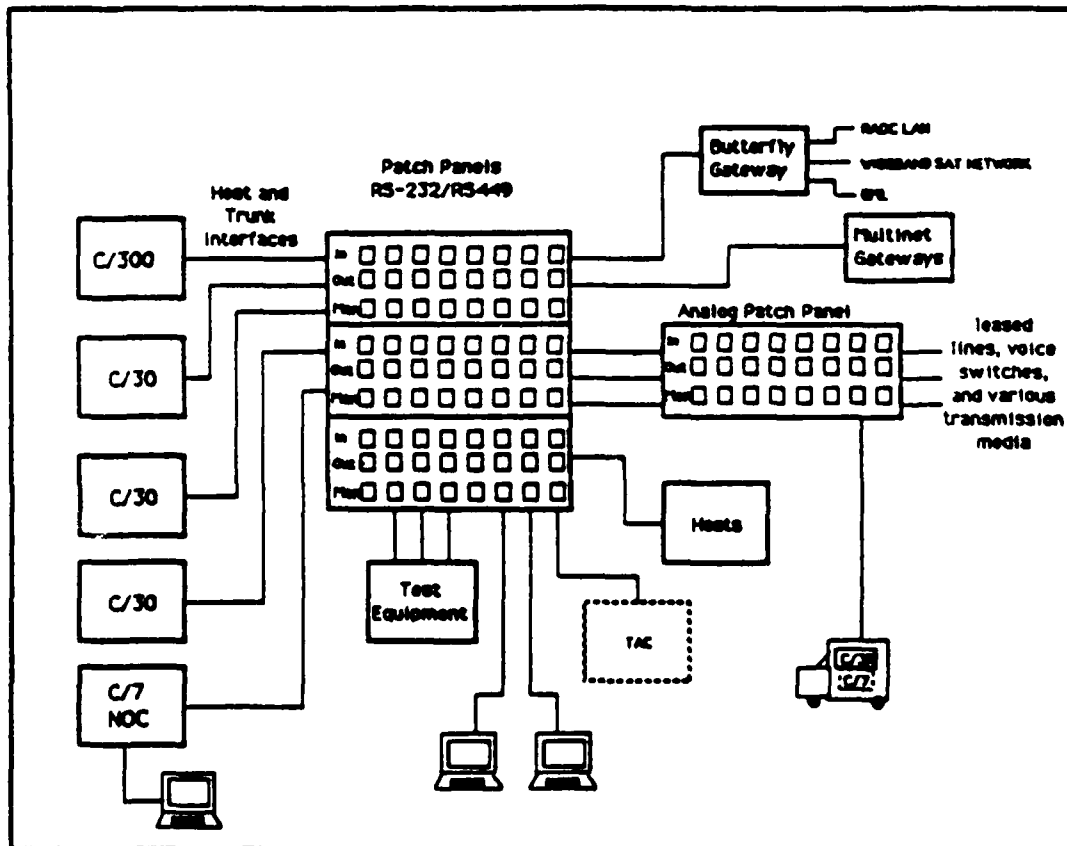 Patch Panels
RS-232/RS449
Host and
Trunk
Interfaces
Butterfly
Gateway
RADC LAN
WIDEBAND SAT NETWORK
Multinet
Gateways
C/300
C/30
C/30
C/30
C/7
NOC
In
Out
Mon
In
Out
Mon
In
Out
Mon
Analog Patch Panel
In
Out
Mon
leased
lines, voice
switches,
and various
transmission
media
Hosts
Test
Equipment
TAC
C/30
C/7